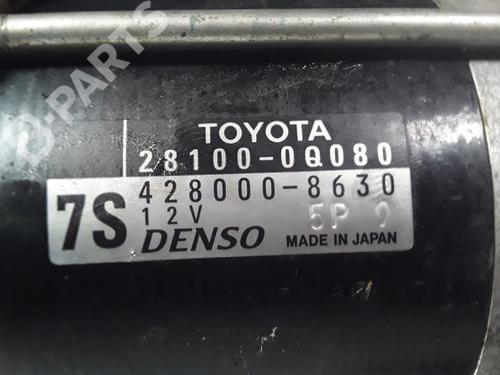 B-PARTS
TOYOTA
28100-0Q080
428000-8630
7S
12V
5P 9
DENSO
MADE IN JAPAN